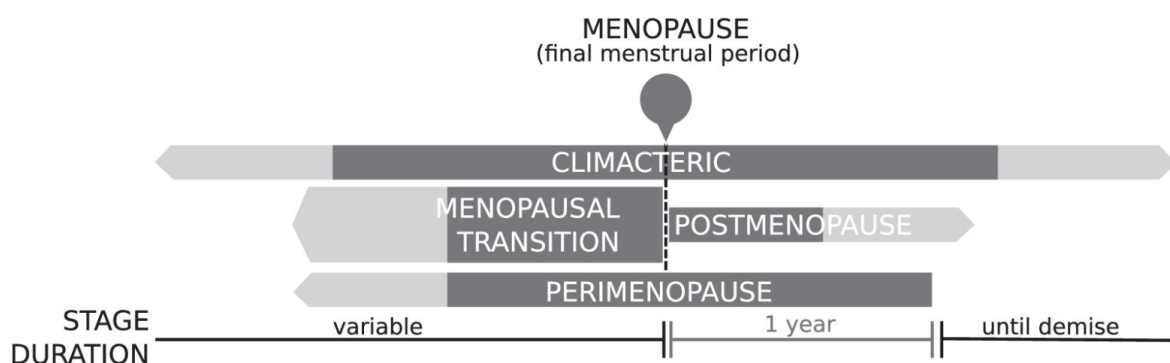 MENOPAUSE
(final menstrual period)
CLIMACTERIC
MENOPAUSAL
TRANSITION
POSTMENOPAUSE
PERIMENOPAUSE
STAGE
DURATION
variable
1 year
until demise